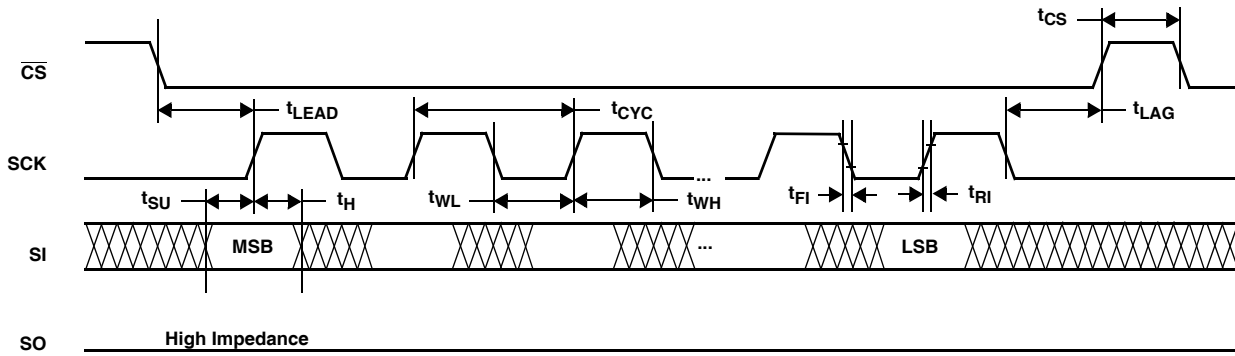 tCS
CS
tLEAD
tCYC
tLAG
SCK
...
tSU
tH
tWL
tWH
tFI
tRI
SI
MSB
...
LSB
High Impedance
SO